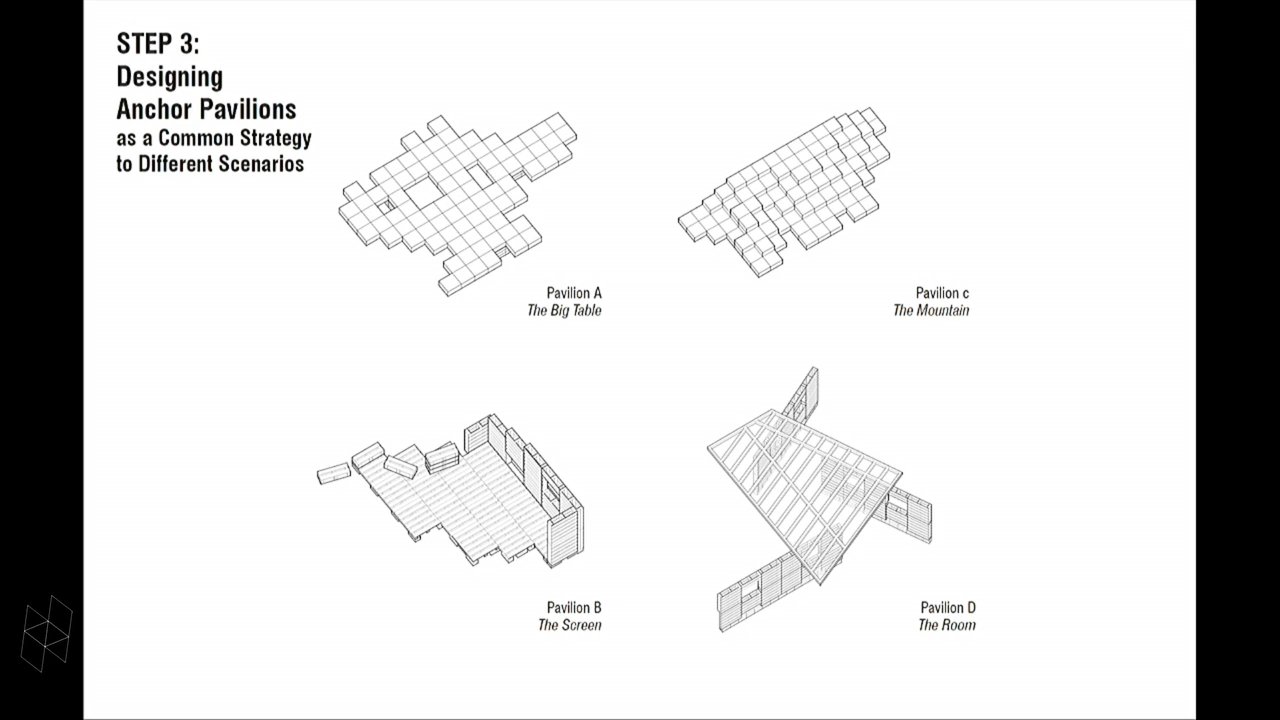 STEP 3:
Designing
Anchor Pavilions
as a Common Strategy
to Different Scenarios
Pavilion A
The Big Table
Pavilion c
The Mountain
Pavilion B
The Screen
Pavilion D
The Room